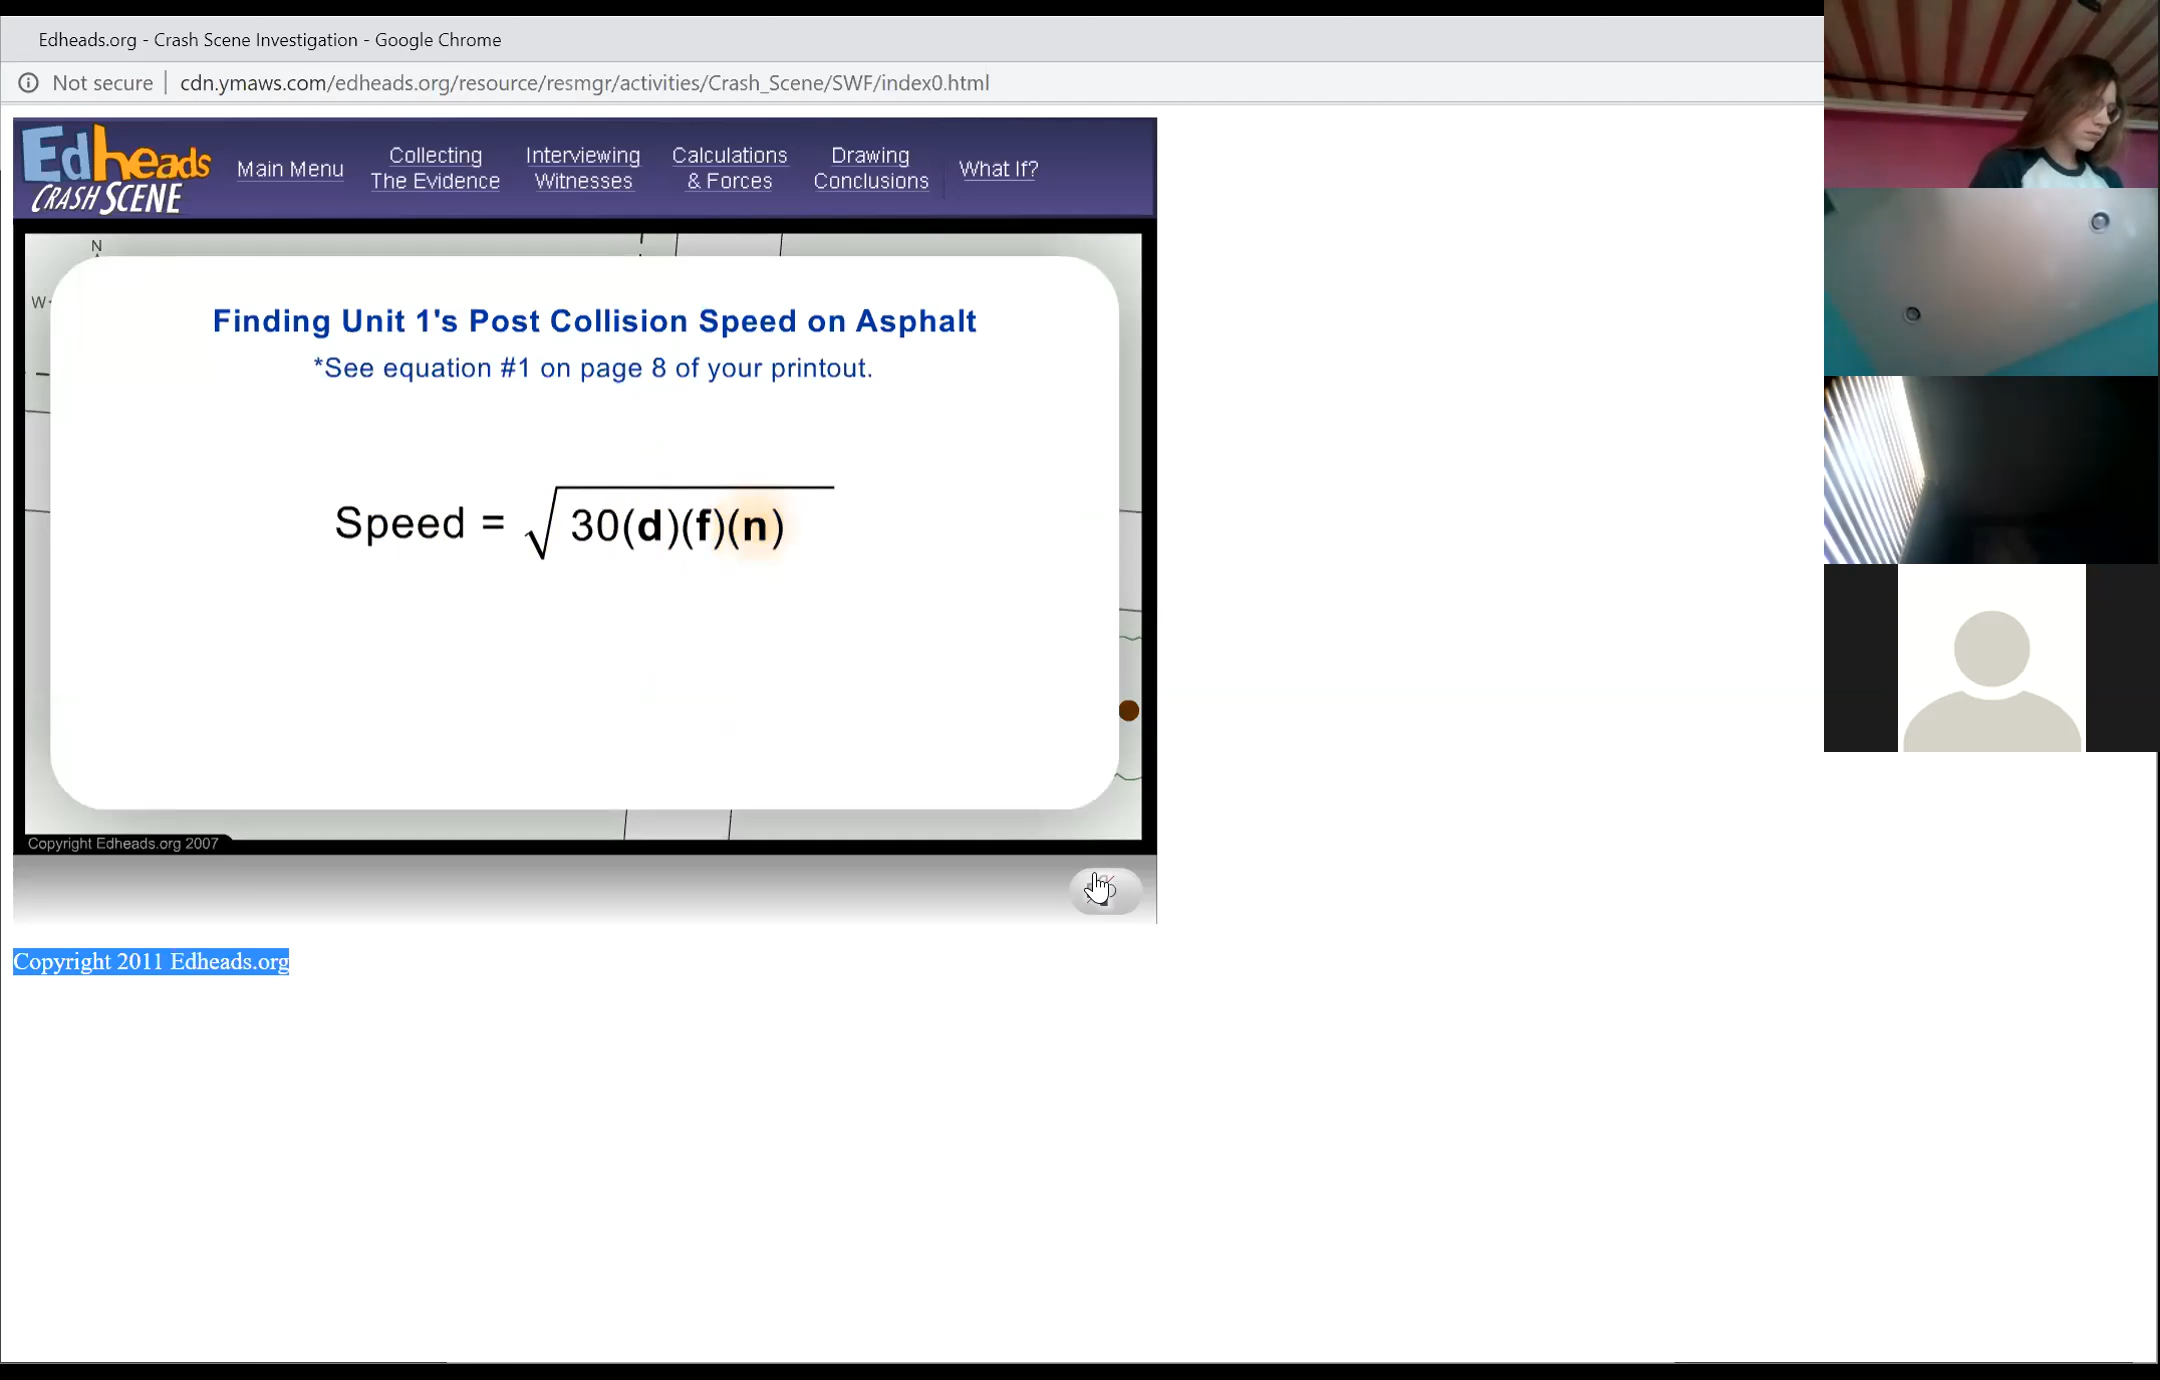 Edheads.org - Crash Scene Investigation - Google Chrome
Not secure | cdn.ymaws.com/edheads.org/resource/resmgr/activities/Crash_Scene/SWF/index0.html
Edheads
CRASH SCENE
Main Menu
Collecting
The Evidence
Interviewing
Witnesses
Calculations
& Forces
Drawing
Conclusions
What If?
N
W
Finding Unit 1's Post Collision Speed on Asphalt
*See equation #1 on page 8 of your printout.
Speed = √30(d)(f)(n)
Copyright Edheads.org 2007
Copyright 2011 Edheads.org